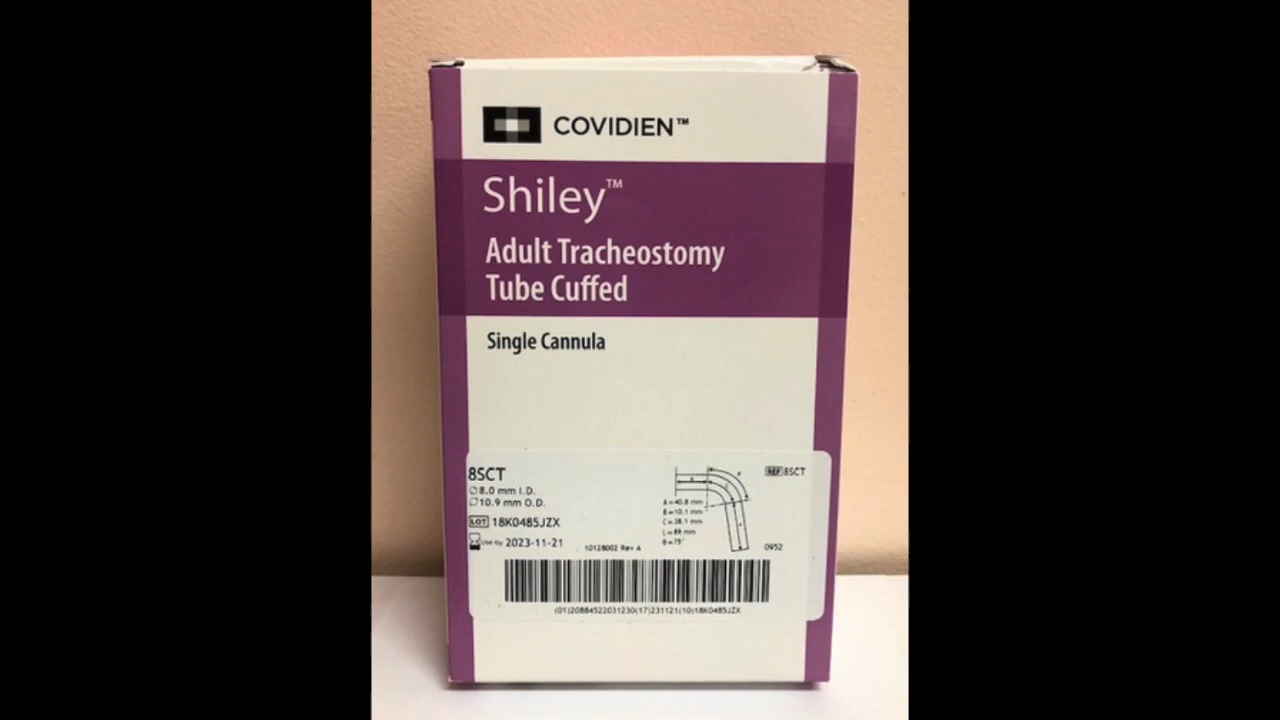 COVIDIEN™
Shiley™
Adult Tracheostomy
Tube Cuffed
Single Cannula
8SCT
REF 8SCT
8.0 mm I.D.
10.9 mm O.D.
A=40.8 mm
B=10.1 mm
C=38.1 mm
L=89 mm
θ=75°
LOT 18K0485JZX
Use by 2023-11-21
10128002 Rev A
0952
(01)20884522031230(17)231121(10)18K0485JZX